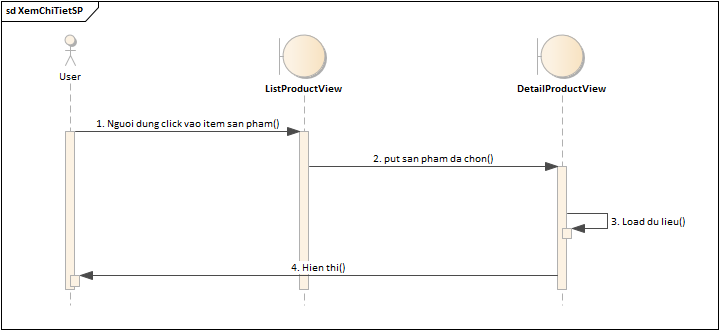 sd XemChiTietSP
User
ListProductView
DetailProductView
1. Nguoi dung click vao item san pham()
2. put san pham da chon()
3. Load du lieu()
4. Hien thi()